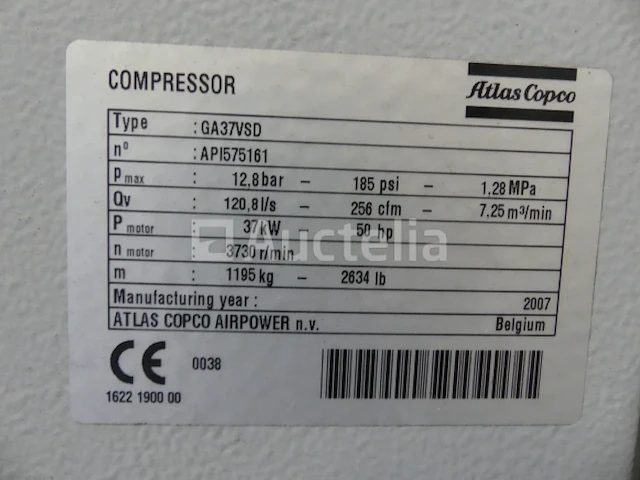 COMPRESSOR
Atlas Copco
Type : GA37VSD
nº : API575161
p max : 12,8 bar – 185 psi – 1,28 MPa
Qv : 120,8 l/s – 256 cfm – 7,25 m³/min
P motor : 37 kW 50 hp
n motor : 3730 r/min
m : 1195 kg – 2634 lb
Manufacturing year : 2007
ATLAS COPCO AIRPOWER n.v. Belgium
CE 0038
1622 1900 00
Auctelia